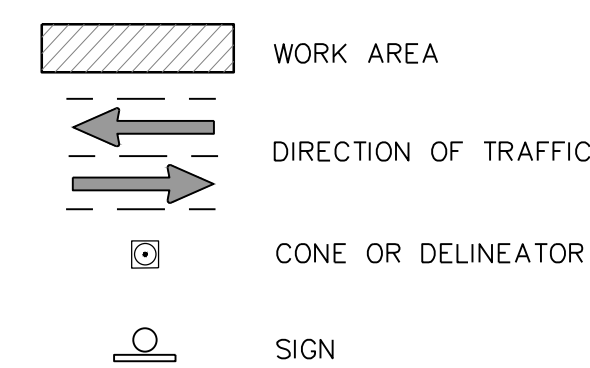 WORK AREA
DIRECTION OF TRAFFIC
CONE OR DELINEATOR
SIGN